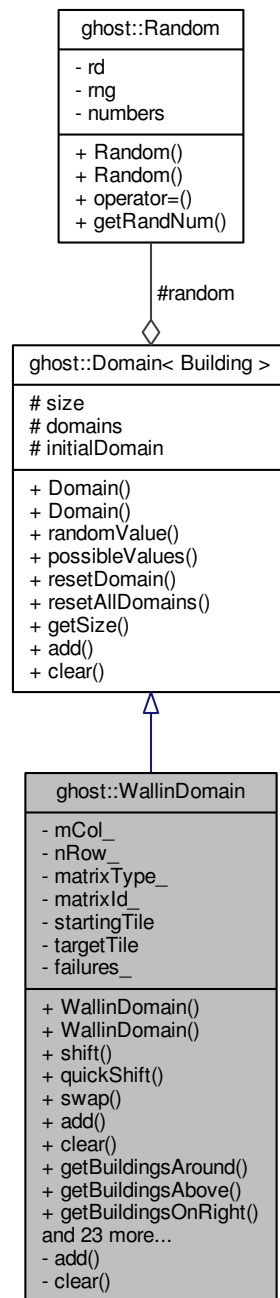 ghost::Random
- rd
- rng
- numbers
+ Random()
+ Random()
+ operator=()
+ getRandNum()
#random
ghost::Domain< Building >
# size
# domains
# initialDomain
+ Domain()
+ Domain()
+ randomValue()
+ possibleValues()
+ resetDomain()
+ resetAllDomains()
+ getSize()
+ add()
+ clear()
ghost::WallinDomain
- mCol_
- nRow_
- matrixType_
- matrixId_
- startingTile
- targetTile
- failures_
+ WallinDomain()
+ WallinDomain()
+ shift()
+ quickShift()
+ swap()
+ add()
+ clear()
+ getBuildingsAround()
+ getBuildingsAbove()
+ getBuildingsOnRight()
and 23 more...
- add()
- clear()